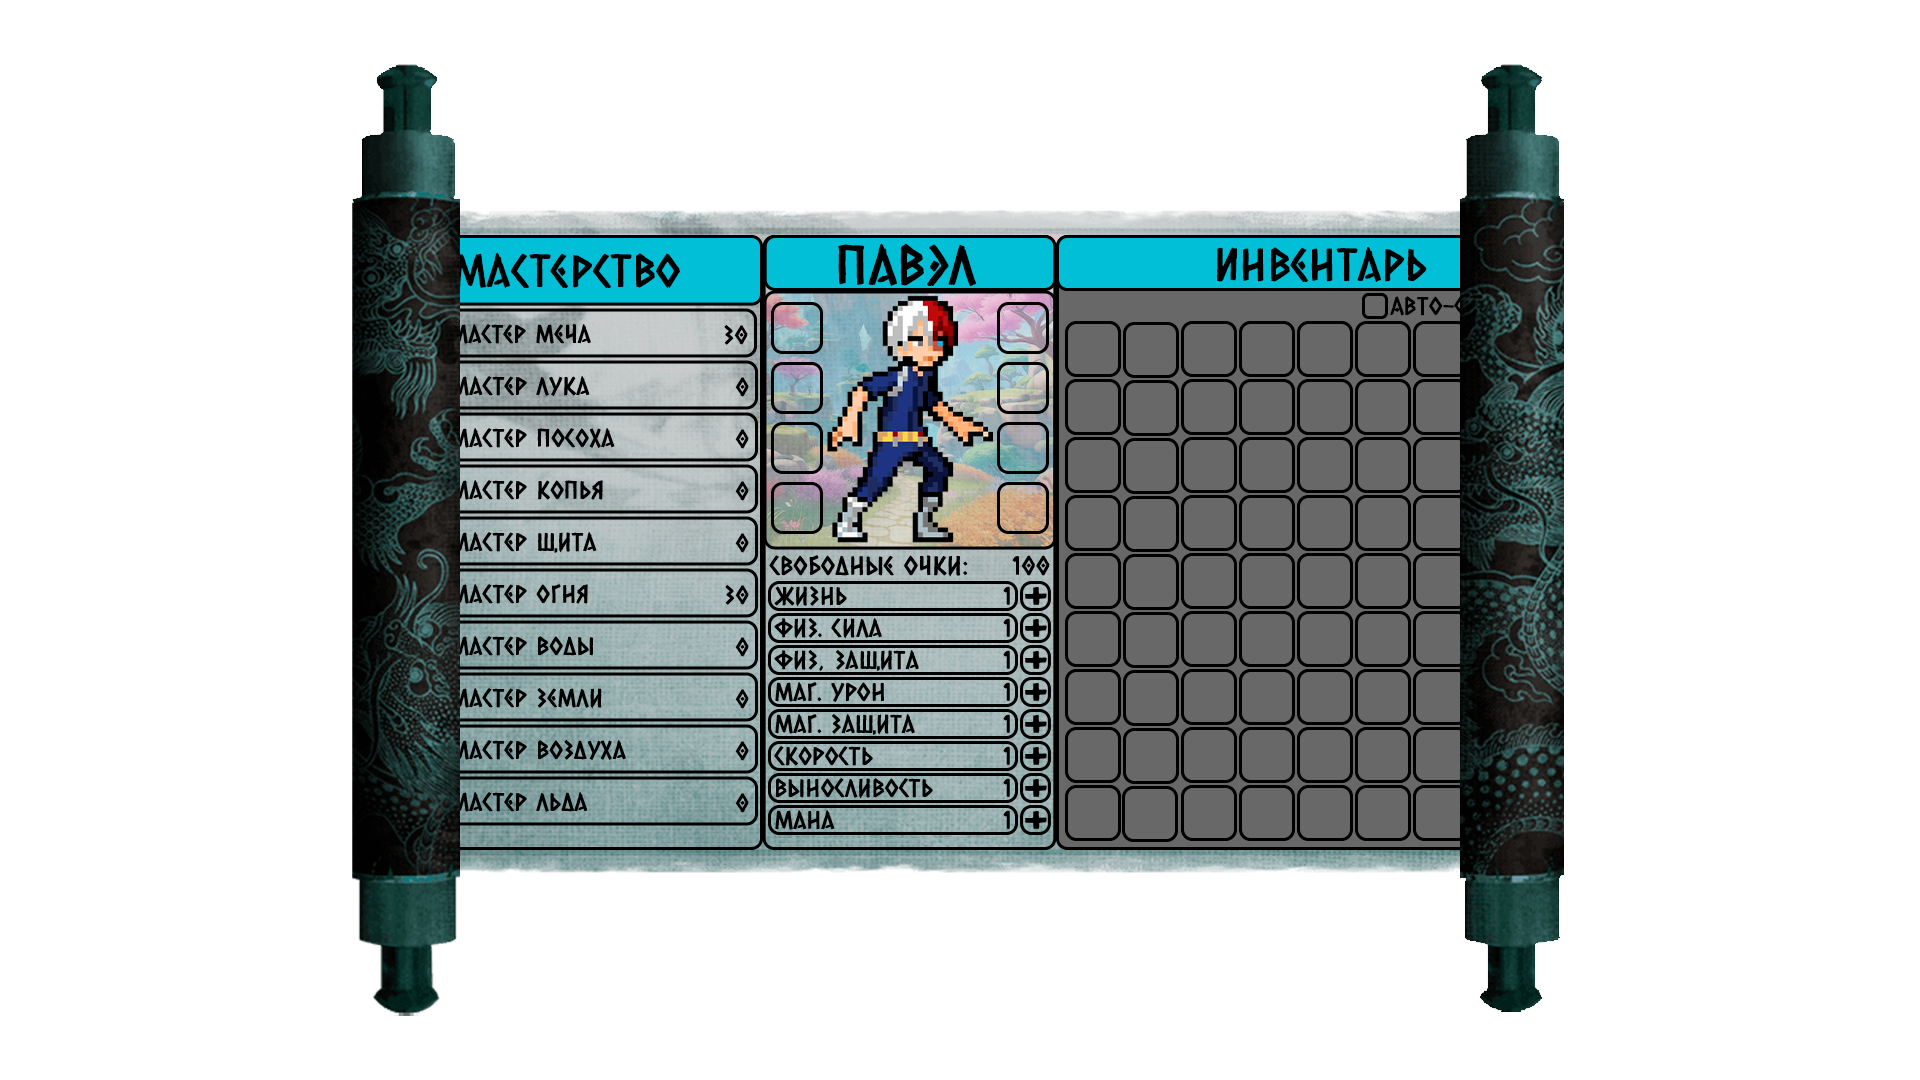 МАСТЕРСТВО
МАСТЕР МЕЧА 30
МАСТЕР ЛУКА 0
МАСТЕР ПОСОХА 0
МАСТЕР КОПЬЯ 0
МАСТЕР ЩИТА 0
МАСТЕР ОГНЯ 30
МАСТЕР ВОДЫ 0
МАСТЕР ЗЕМЛИ 0
МАСТЕР ВОЗДУХА 0
МАСТЕР ЛЬДА 0
ПАВЭЛ
СВОБОДНЫЕ ОЧКИ: 100
ЖИЗНЬ 1 +
ФИЗ. СИЛА 1 +
ФИЗ. ЗАЩИТА 1 +
МАГ. УРОН 1 +
МАГ. ЗАЩИТА 1 +
СКОРОСТЬ 1 +
ВЫНОСЛИВОСТЬ 1 +
МАНА 1 +
ИНВЕНТАРЬ
АВТО-